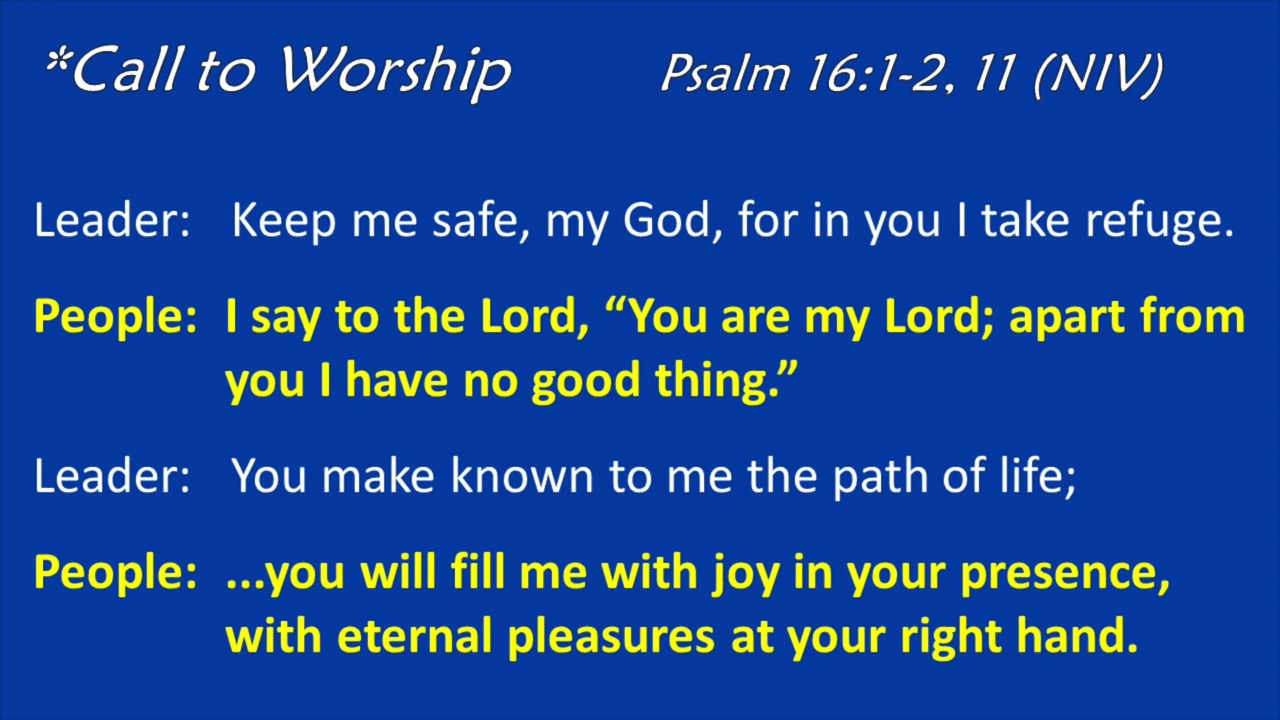 *Call to Worship Psalm 16:1-2, 11 (NIV)
Leader: Keep me safe, my God, for in you I take refuge.
People: I say to the Lord, “You are my Lord; apart from
you I have no good thing.”
Leader: You make known to me the path of life;
People: ...you will fill me with joy in your presence,
with eternal pleasures at your right hand.